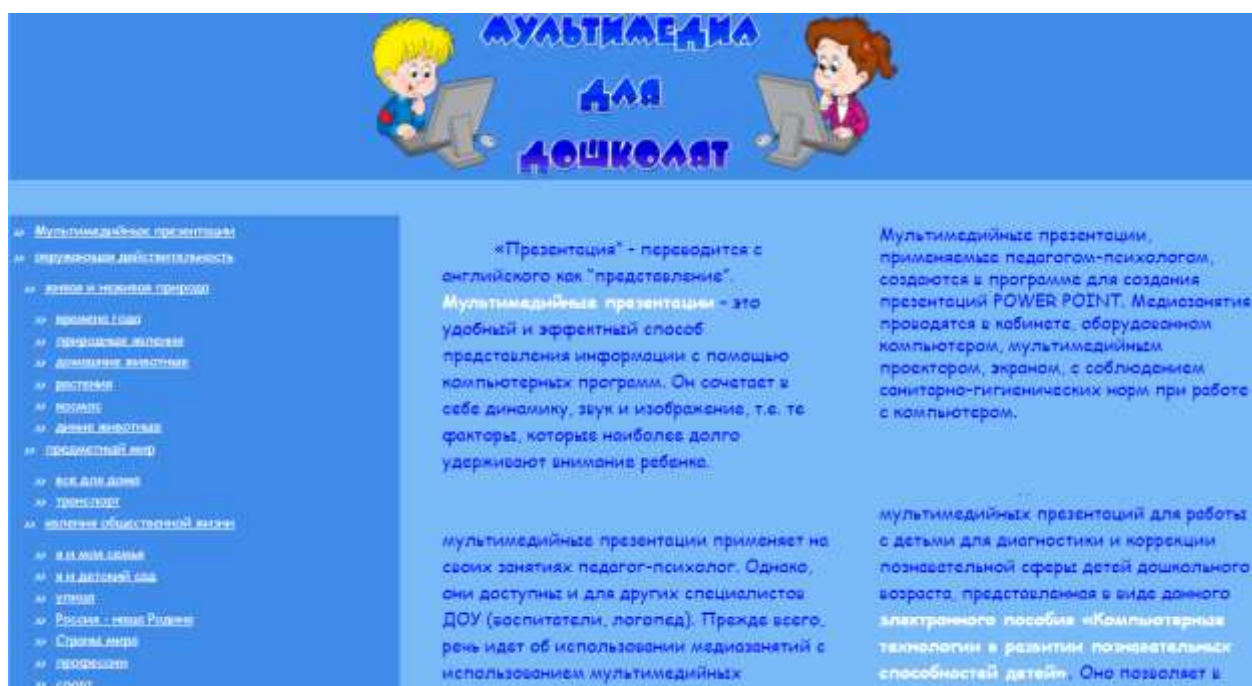 МУЛЬТИМЕДИА
ДЛЯ
ДОШКОЛЯТ
» Мультимедийные презентации
» окружающая действительность
» живая и неживая природа
» времена года
» природные явления
» домашние животные
» растения
» космос
» дикие животные
» предметный мир
» все для дома
» транспорт
» явления общественной жизни
» я и моя семья
» я и детский сад
» улица
» Россия - наша Родина
» Страны мира
» профессии
» спорт
«Презентация" - переводится с
английского как "представление".
Мультимедийные презентации - это
удобный и эффектный способ
представления информации с помощью
компьютерных программ. Он сочетает в
себе динамику, звук и изображение, т.е. те
факторы, которые наиболее долго
удерживают внимание ребенка.
мультимедийные презентации применяет на
своих занятиях педагог-психолог. Однако,
они доступны и для других специалистов
ДОУ (воспитатели, логопед). Прежде всего,
речь идет об использовании медиазанятий с
использованием мультимедийных
Мультимедийные презентации,
применяемые педагогом-психологом,
создаются в программе для создания
презентаций POWER POINT. Медиазанятия
проводятся в кабинете, оборудованном
компьютером, мультимедийным
проектором, экраном, с соблюдением
санитарно-гигиенических норм при работе
с компьютером.
мультимедийных презентаций для работы
с детьми для диагностики и коррекции
познавательной сферы детей дошкольного
возраста, представленная в виде данного
электронного пособия «Компьютерные
технологии в развитии познавательных
способностей детей». Оно позволяет в